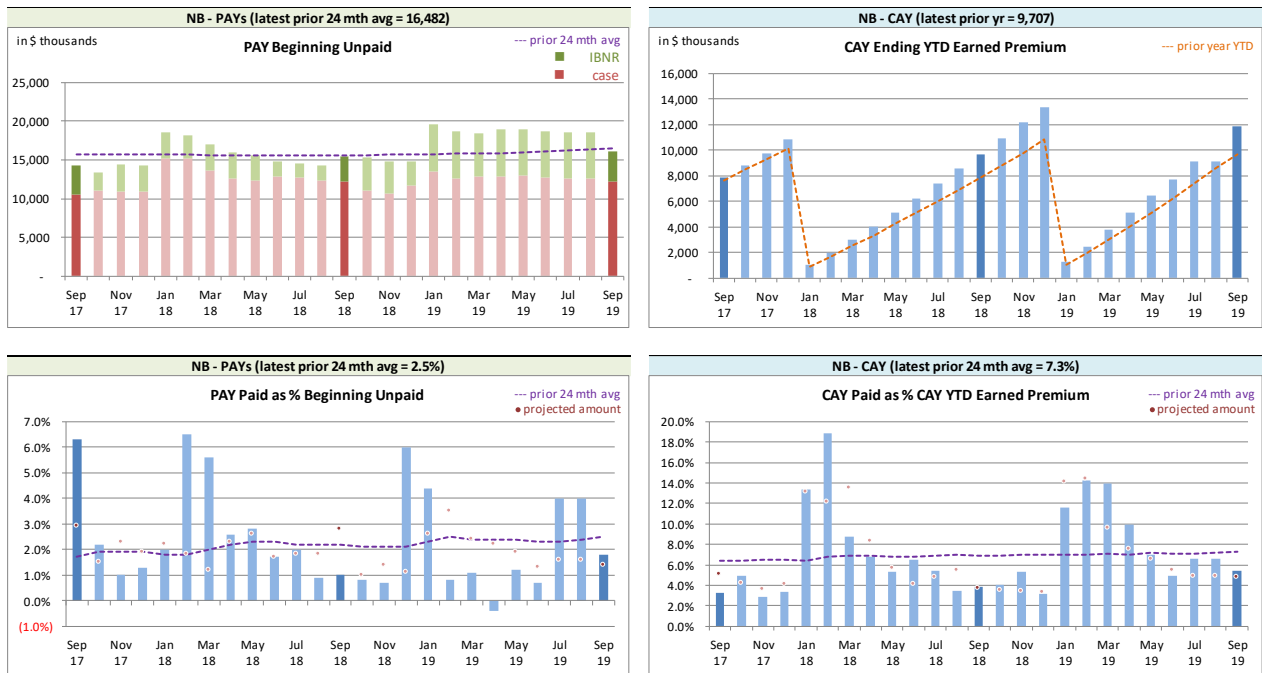 NB - PAYs (latest prior 24 mth avg = 16,482)
in $ thousands
PAY Beginning Unpaid
--- prior 24 mth avg
IBNR
case
25,000
20,000
15,000
10,000
5,000
-
Sep Nov Jan Mar May Jul Sep Nov Jan Mar May Jul Sep
17 17 18 18 18 18 18 18 19 19 19 19 19
NB - CAY (latest prior yr = 9,707)
in $ thousands
CAY Ending YTD Earned Premium
--- prior year YTD
16,000
14,000
12,000
10,000
8,000
6,000
4,000
2,000
-
Sep Nov Jan Mar May Jul Sep Nov Jan Mar May Jul Sep
17 17 18 18 18 18 18 18 19 19 19 19 19
NB - PAYs (latest prior 24 mth avg = 2.5%)
PAY Paid as % Beginning Unpaid
--- prior 24 mth avg
• projected amount
7.0%
6.0%
5.0%
4.0%
3.0%
2.0%
1.0%
0.0%
(1.0%)
Sep Nov Jan Mar May Jul Sep Nov Jan Mar May Jul Sep
17 17 18 18 18 18 18 18 19 19 19 19 19
NB - CAY (latest prior 24 mth avg = 7.3%)
CAY Paid as % CAY YTD Earned Premium
--- prior 24 mth avg
• projected amount
20.0%
18.0%
16.0%
14.0%
12.0%
10.0%
8.0%
6.0%
4.0%
2.0%
0.0%
Sep Nov Jan Mar May Jul Sep Nov Jan Mar May Jul Sep
17 17 18 18 18 18 18 18 19 19 19 19 19